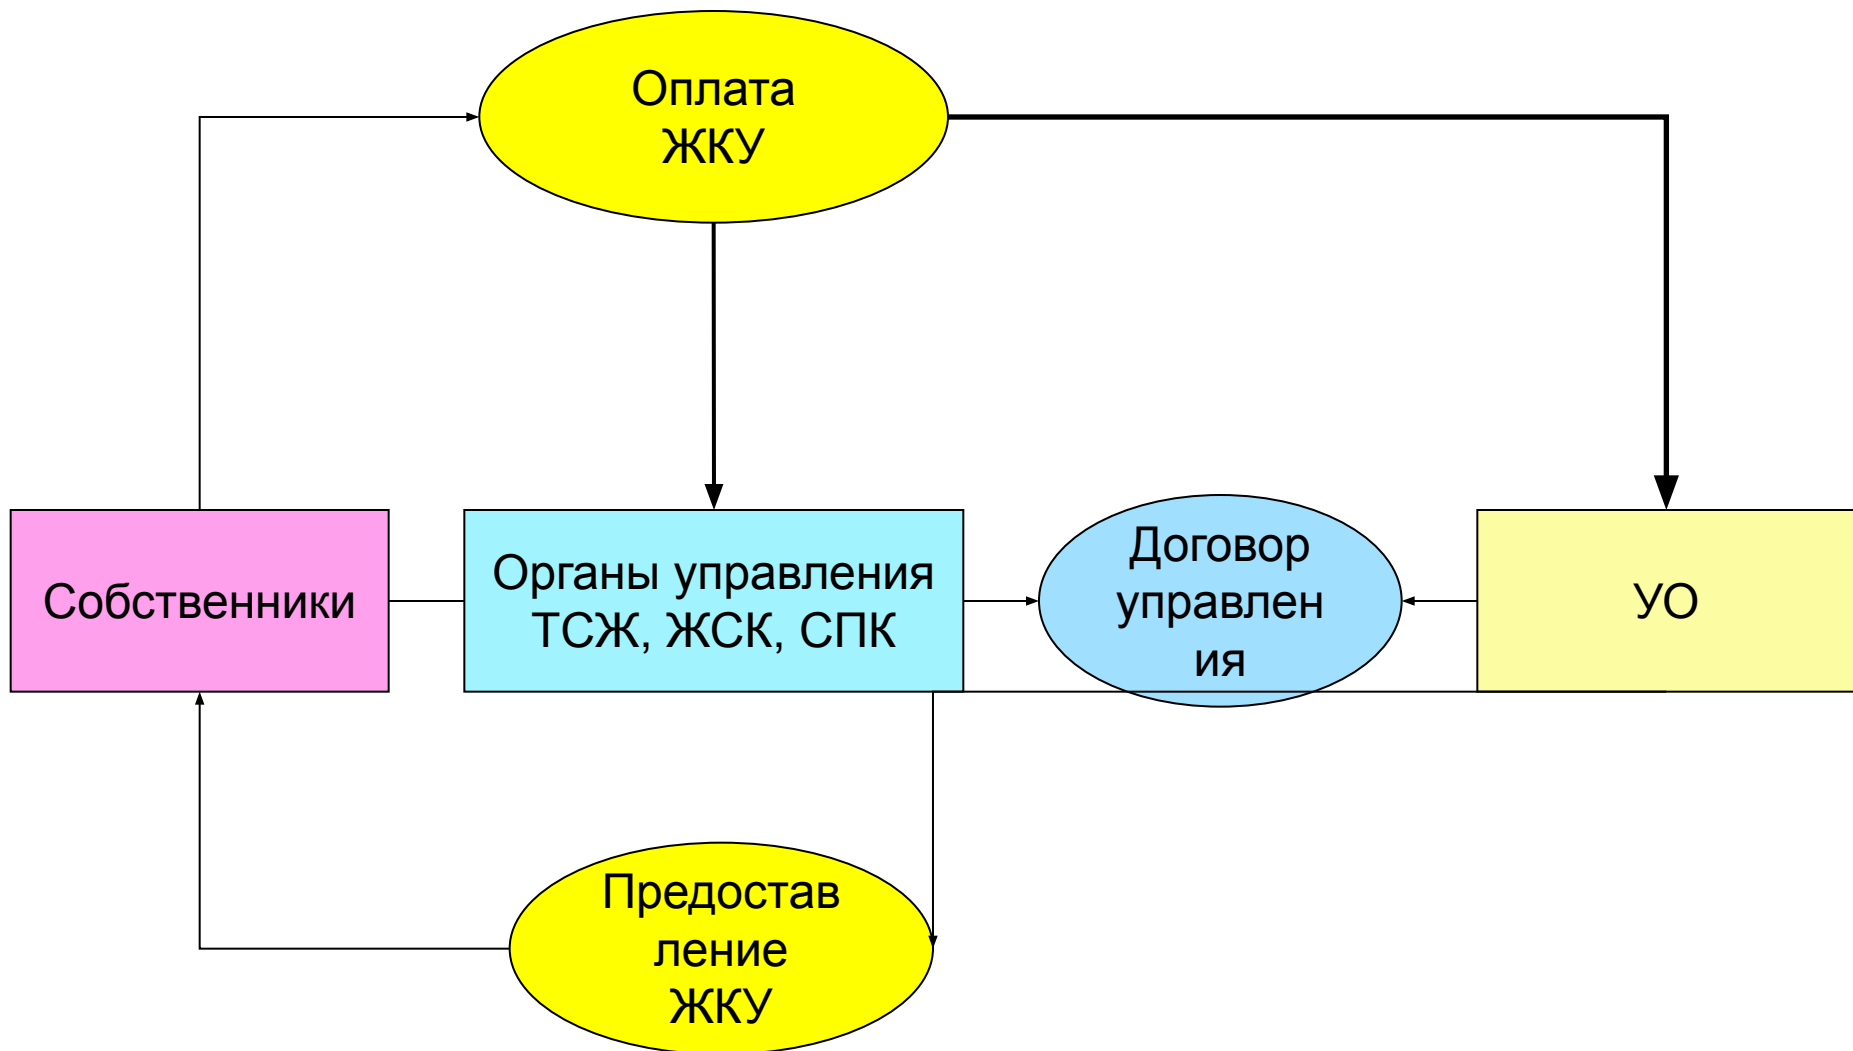 Оплата
ЖКУ
Собственники
Органы управления
ТСЖ, ЖСК, СПК
Договор
управлен
ия
УО
Предостав
ление
ЖКУ